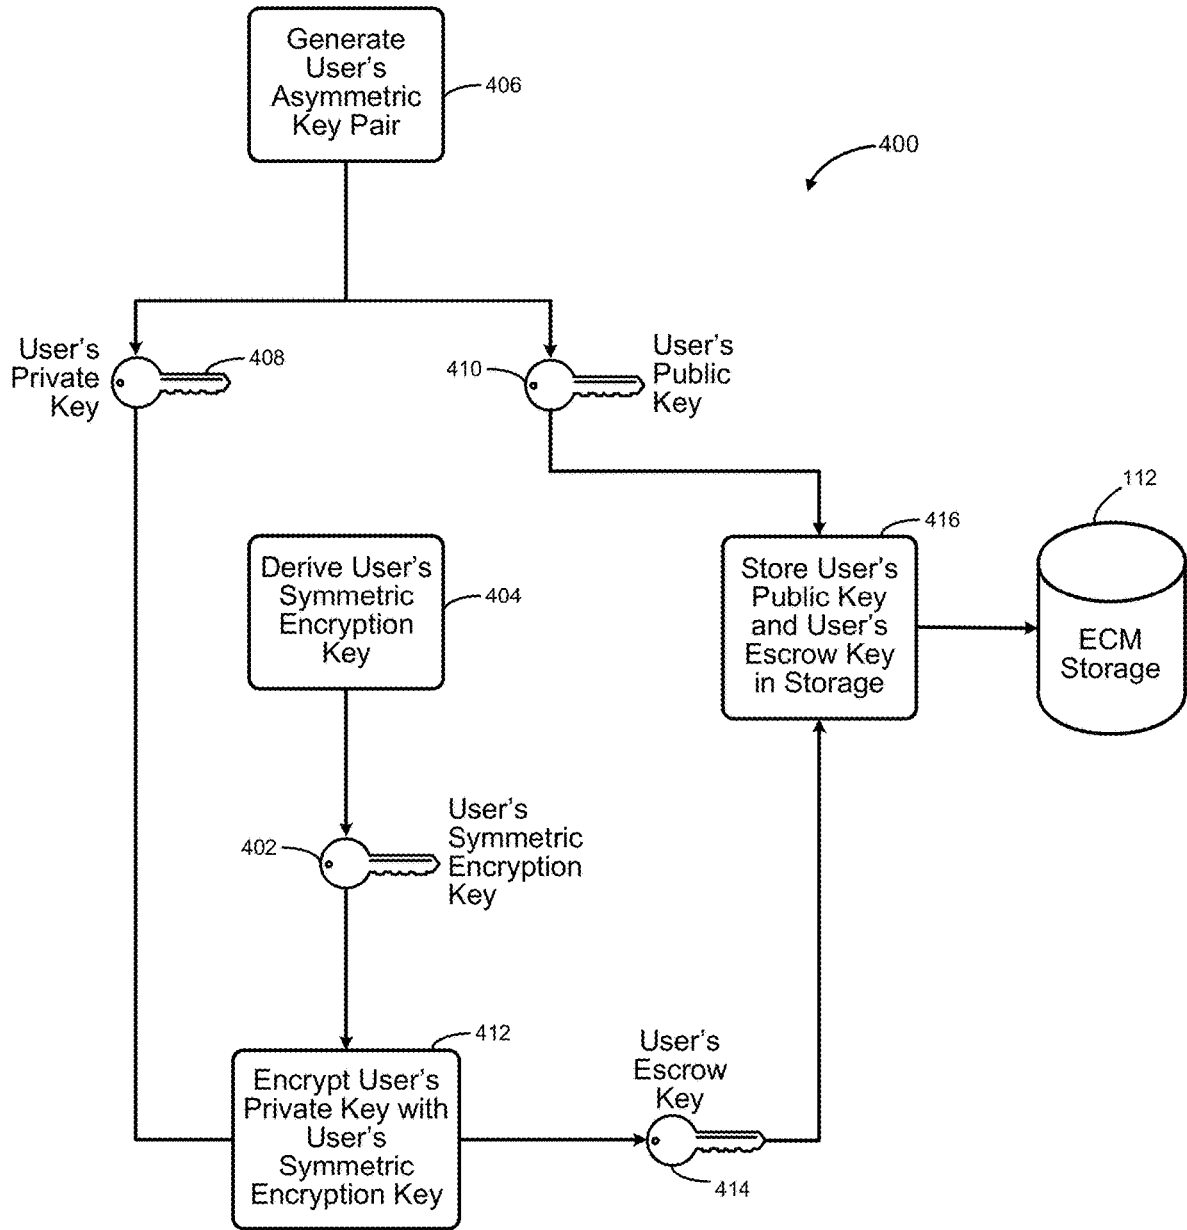 Generate
User's
Asymmetric
Key Pair
406
400
User's
Private
Key
408
410
User's
Public
Key
112
416
Derive User's
Symmetric
Encryption
Key
404
Store User's
Public Key
and User's
Escrow Key
in Storage
ECM
Storage
402
User's
Symmetric
Encryption
Key
412
Encrypt User's
Private Key with
User's
Symmetric
Encryption Key
User's
Escrow
Key
414